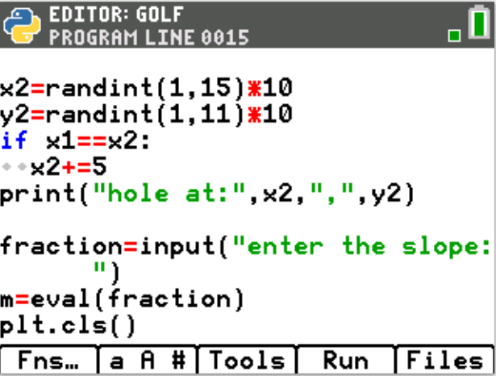 EDITOR: GOLF
PROGRAM LINE 0015
x2=randint(1,15)*10
y2=randint(1,11)*10
if x1==x2:
◆◆x2+=5
print("hole at:",x2,",",y2)
fraction=input("enter the slope:
")
m=eval(fraction)
plt.cls()
Fns… a A # Tools Run Files